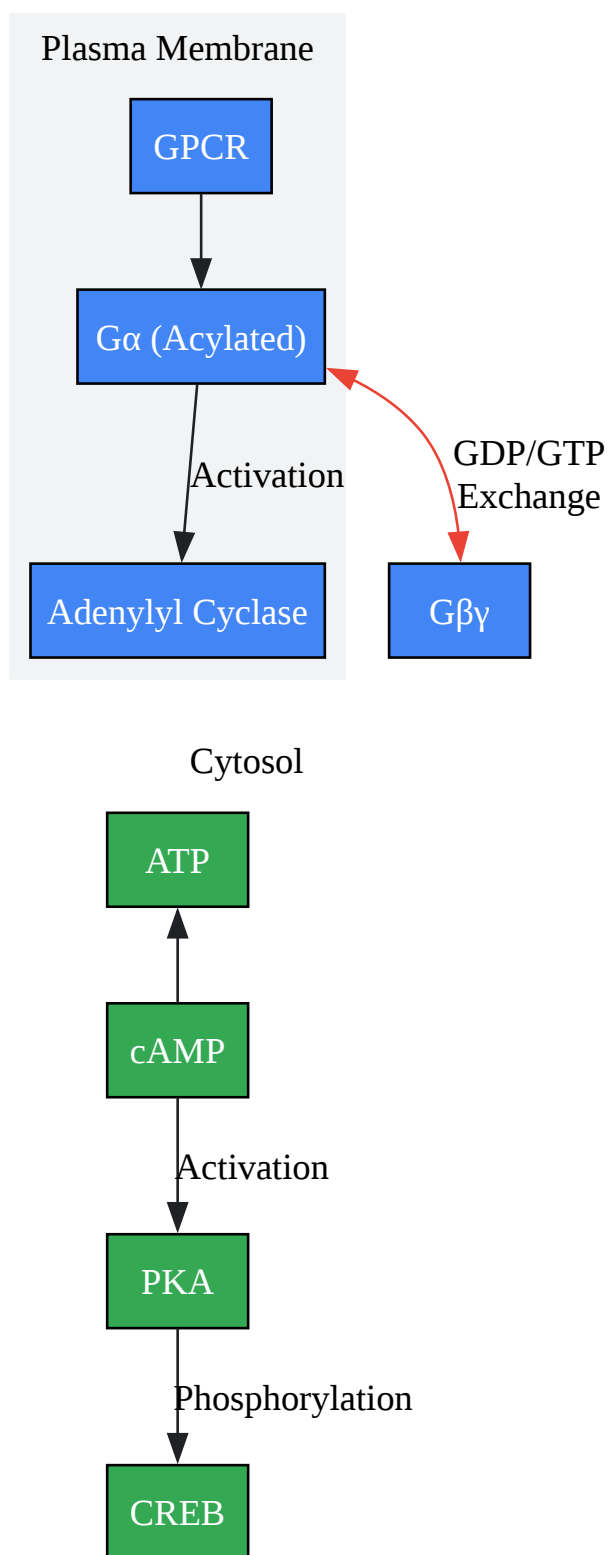 Plasma Membrane
GPCR
Gα (Acylated)
Activation
GDP/GTP
Exchange
Adenylyl Cyclase
Gβγ
Cytosol
ATP
cAMP
Activation
PKA
Phosphorylation
CREB